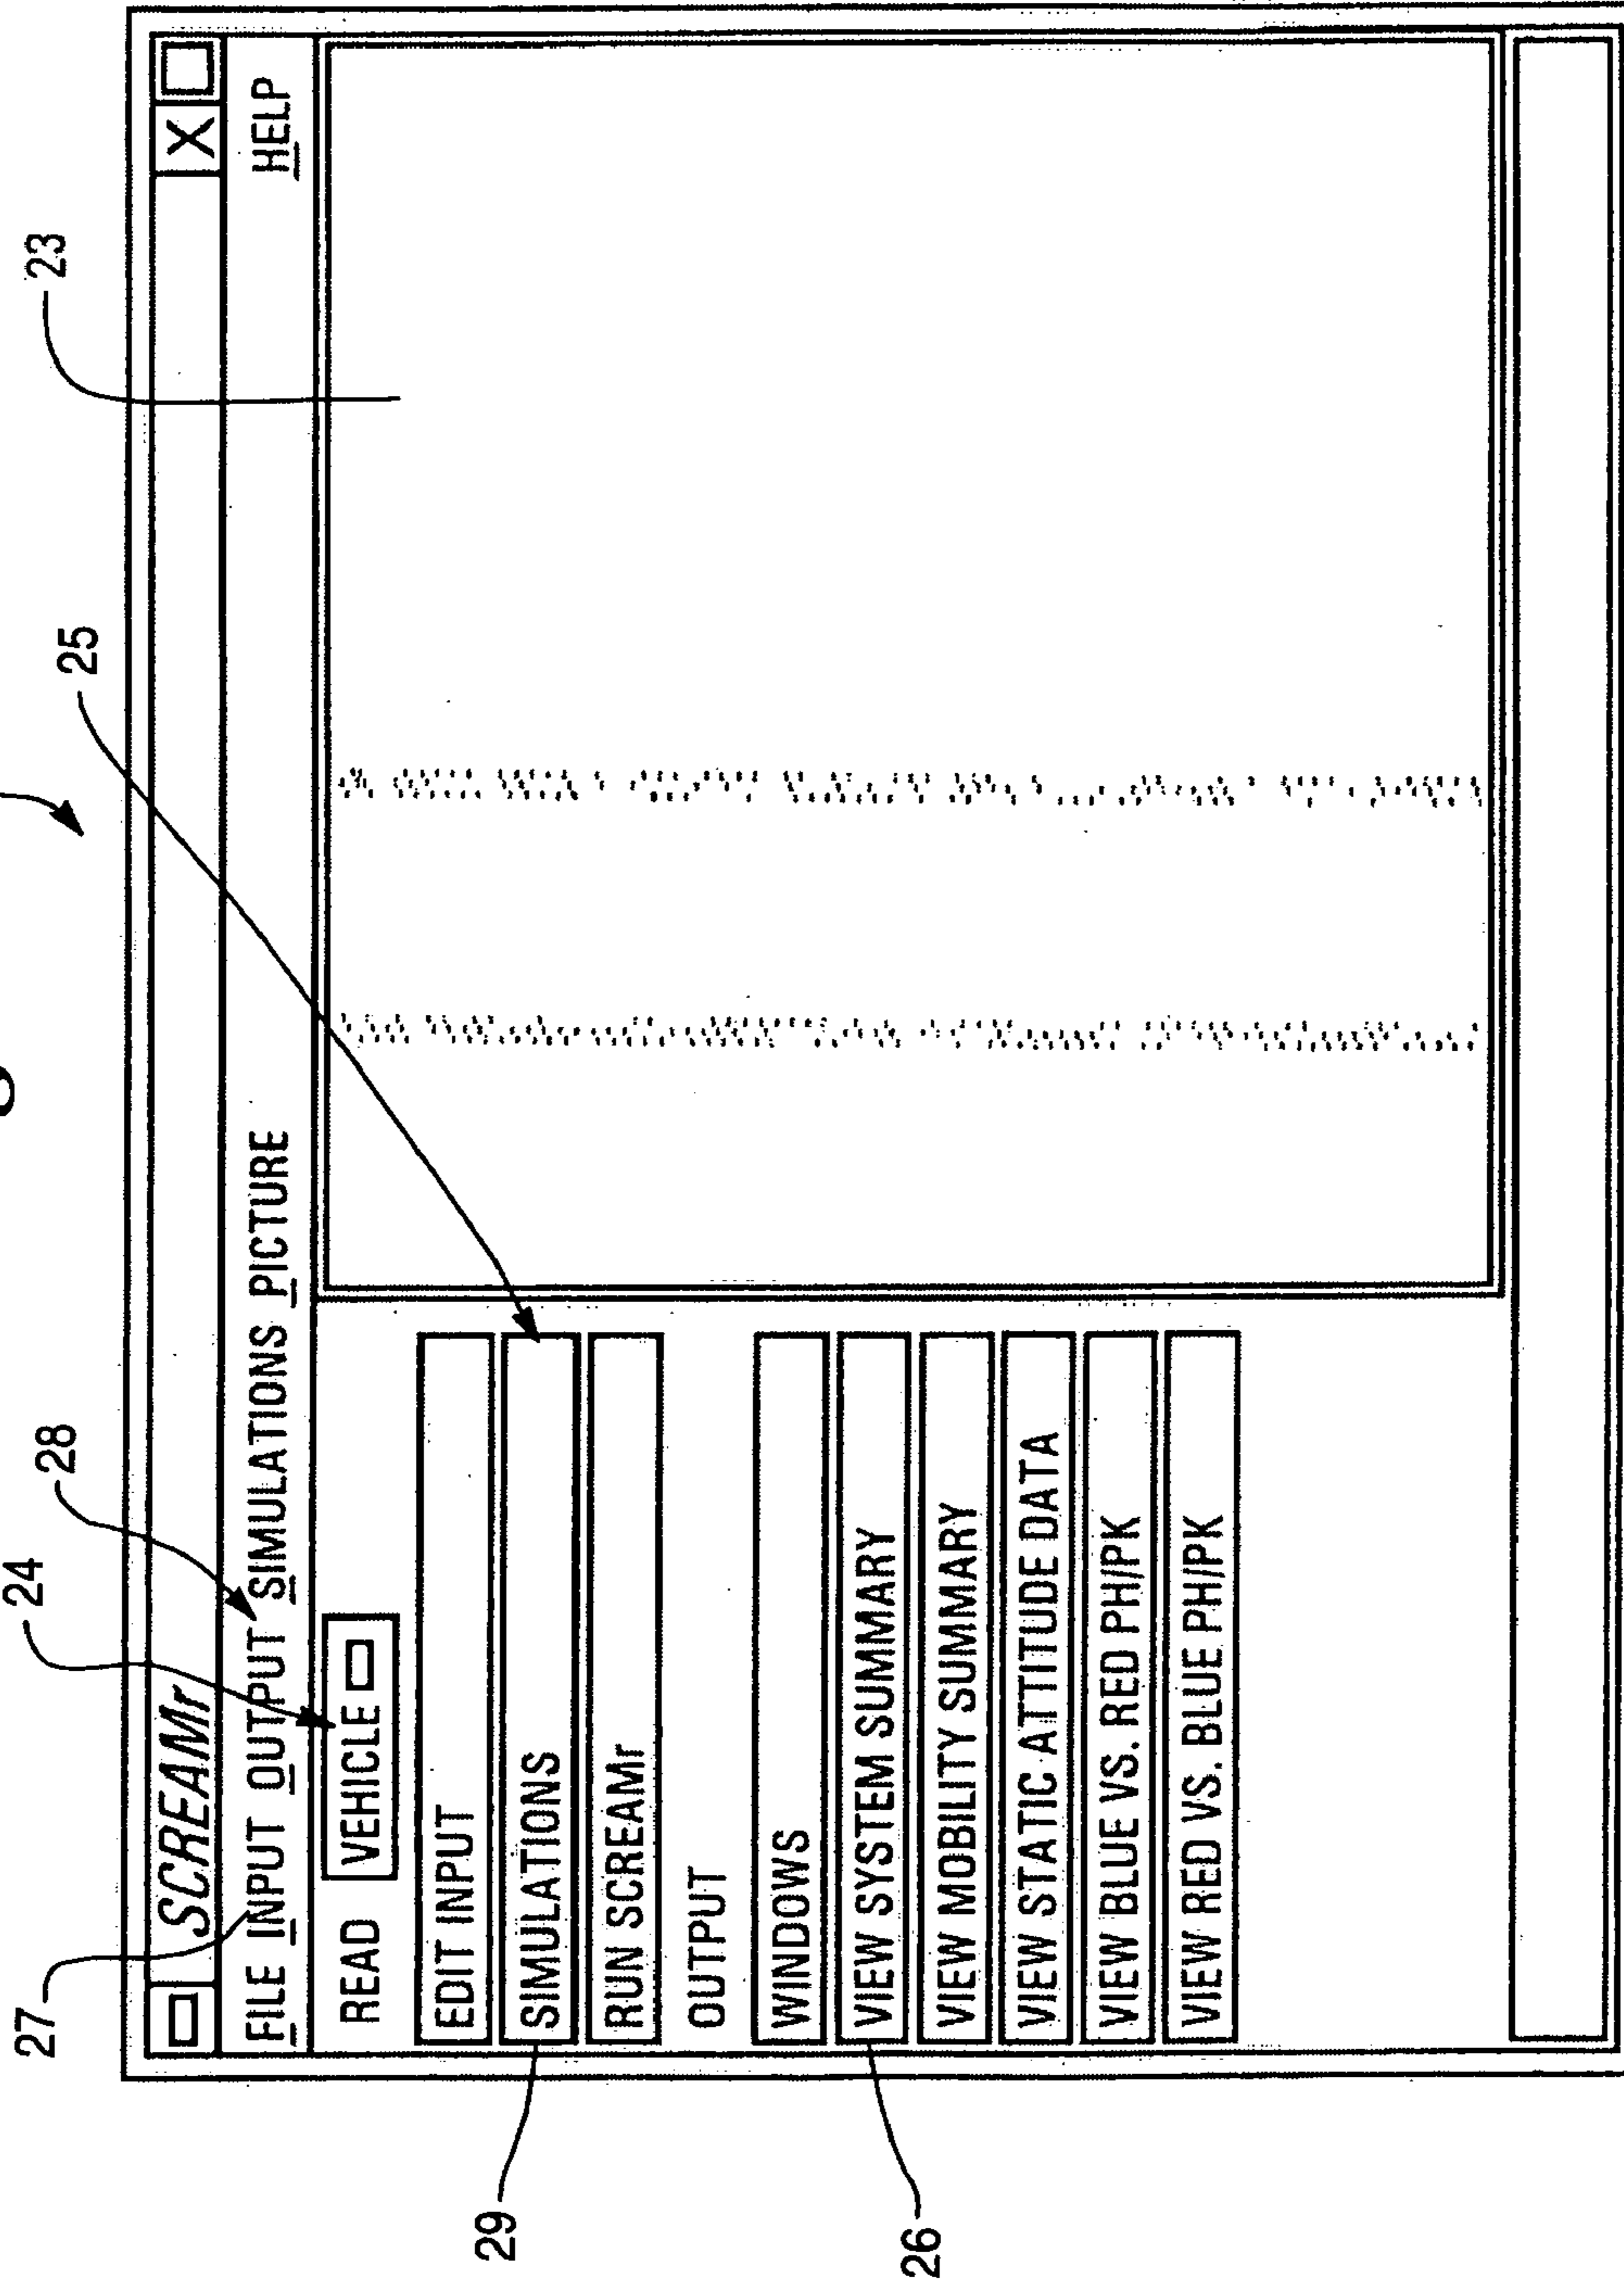 23
25
28
24
27
SCREAMr X
FILE INPUT OUTPUT SIMULATIONS PICTURE HELP
READ VEHICLE
EDIT INPUT
SIMULATIONS
29
RUN SCREAMr
OUTPUT
WINDOWS
VIEW SYSTEM SUMMARY
26
VIEW MOBILITY SUMMARY
VIEW STATIC ATTITUDE DATA
VIEW BLUE VS. RED PH/PK
VIEW RED VS. BLUE PH/PK